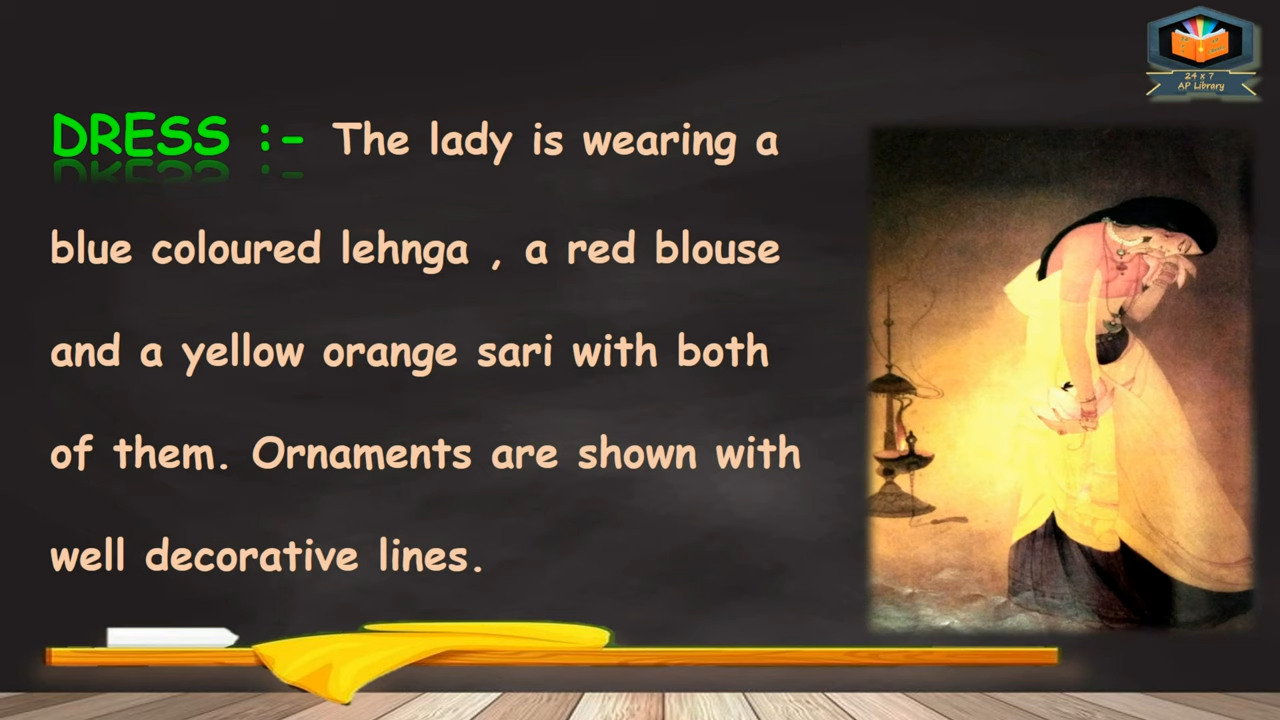 24 x 7
AP Library
DRESS :- The lady is wearing a
blue coloured lehnga , a red blouse
and a yellow orange sari with both
of them. Ornaments are shown with
well decorative lines.